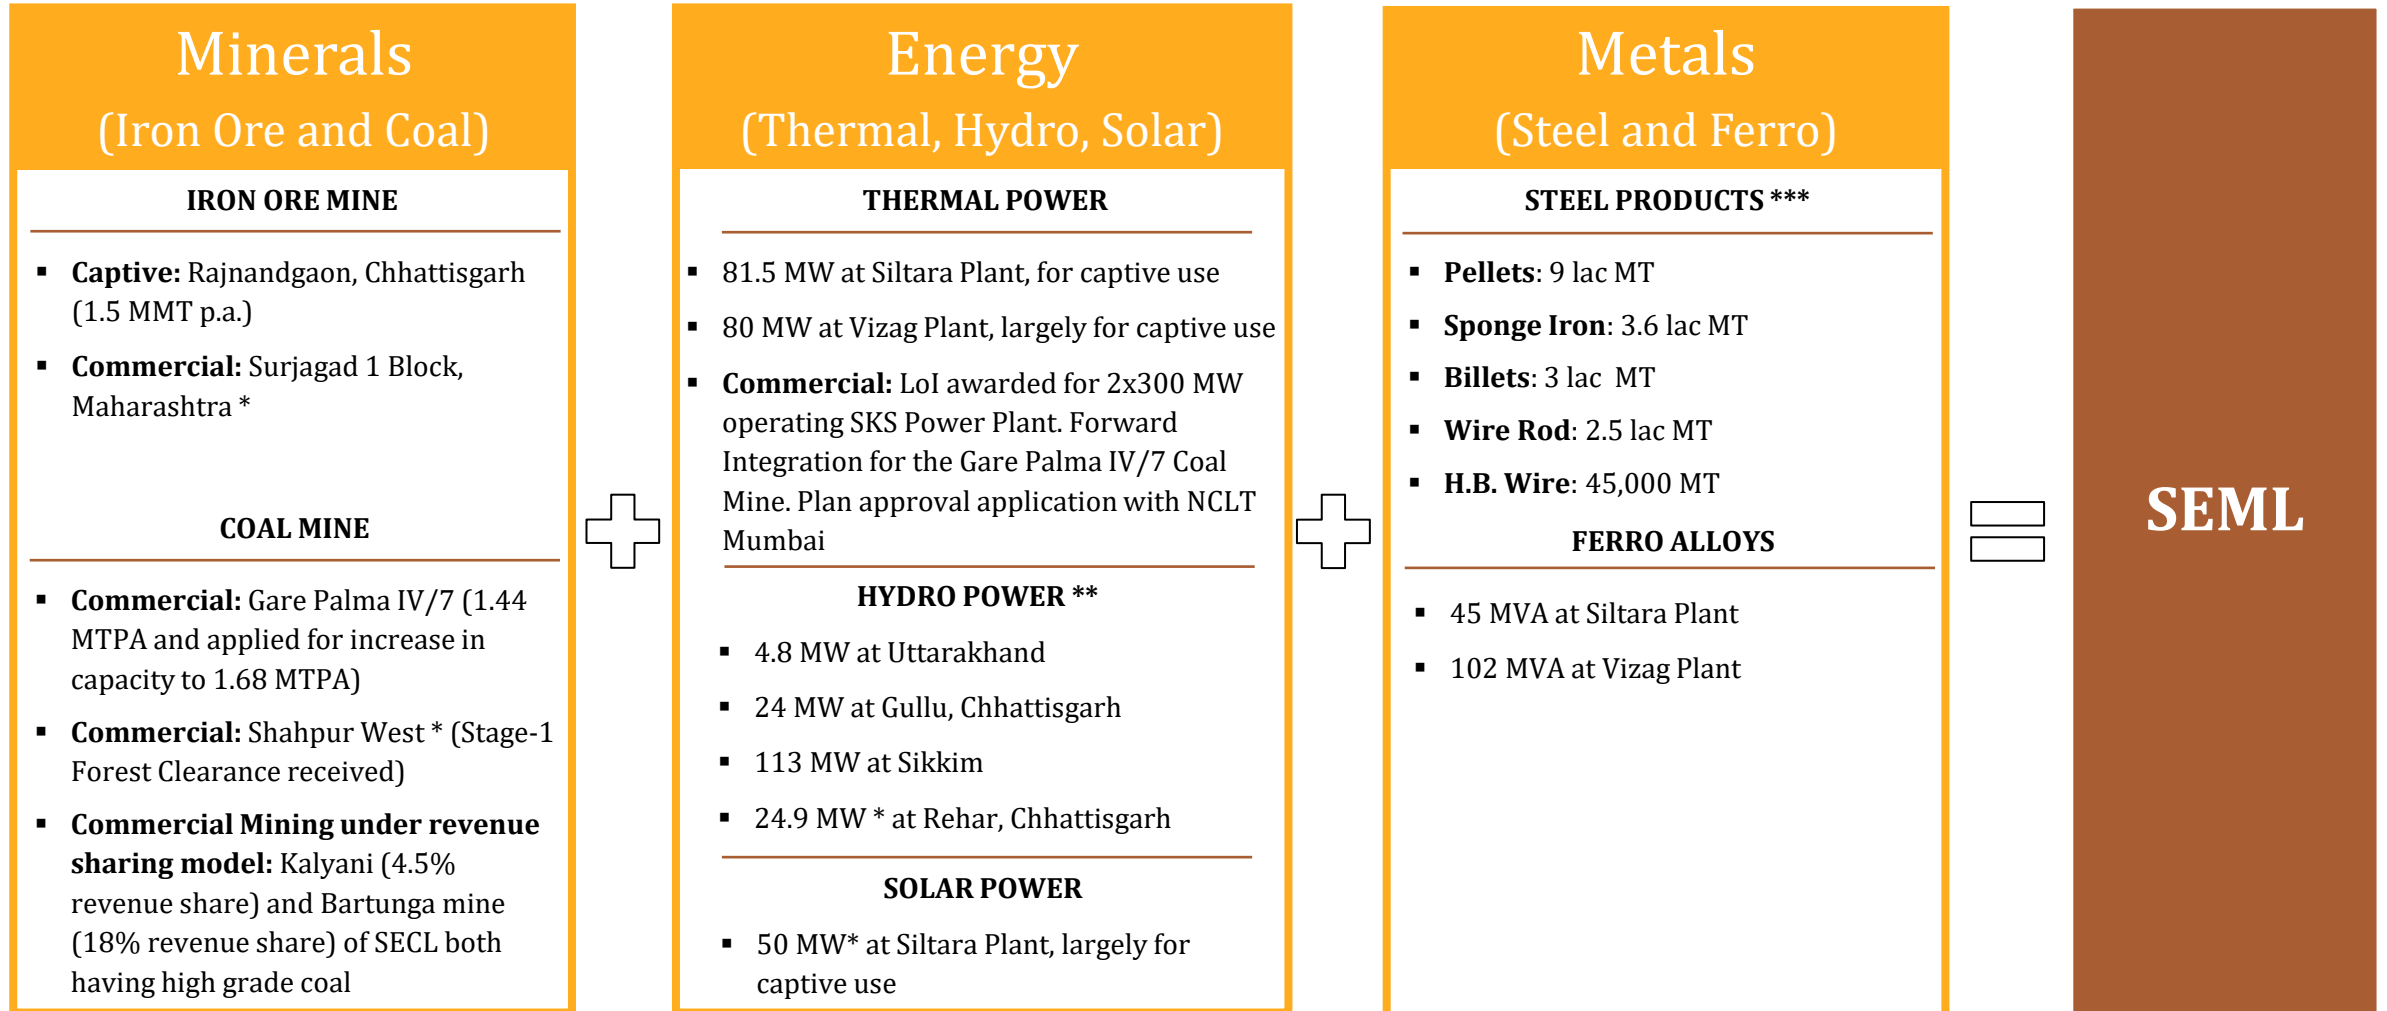 Minerals
(Iron Ore and Coal)
IRON ORE MINE
▪ Captive: Rajnandgaon, Chhattisgarh
(1.5 MMT p.a.)
▪ Commercial: Surjagad 1 Block,
Maharashtra *
COAL MINE
▪ Commercial: Gare Palma IV/7 (1.44
MTPA and applied for increase in
capacity to 1.68 MTPA)
▪ Commercial: Shahpur West * (Stage-1
Forest Clearance received)
▪ Commercial Mining under revenue
sharing model: Kalyani (4.5%
revenue share) and Bartunga mine
(18% revenue share) of SECL both
having high grade coal
Energy
(Thermal, Hydro, Solar)
THERMAL POWER
▪ 81.5 MW at Siltara Plant, for captive use
▪ 80 MW at Vizag Plant, largely for captive use
▪ Commercial: LoI awarded for 2x300 MW
operating SKS Power Plant. Forward
Integration for the Gare Palma IV/7 Coal
Mine. Plan approval application with NCLT
Mumbai
HYDRO POWER **
▪ 4.8 MW at Uttarakhand
▪ 24 MW at Gullu, Chhattisgarh
▪ 113 MW at Sikkim
▪ 24.9 MW * at Rehar, Chhattisgarh
SOLAR POWER
▪ 50 MW* at Siltara Plant, largely for
captive use
Metals
(Steel and Ferro)
STEEL PRODUCTS ***
▪ Pellets: 9 lac MT
▪ Sponge Iron: 3.6 lac MT
▪ Billets: 3 lac MT
▪ Wire Rod: 2.5 lac MT
▪ H.B. Wire: 45,000 MT
FERRO ALLOYS
▪ 45 MVA at Siltara Plant
▪ 102 MVA at Vizag Plant
SEML